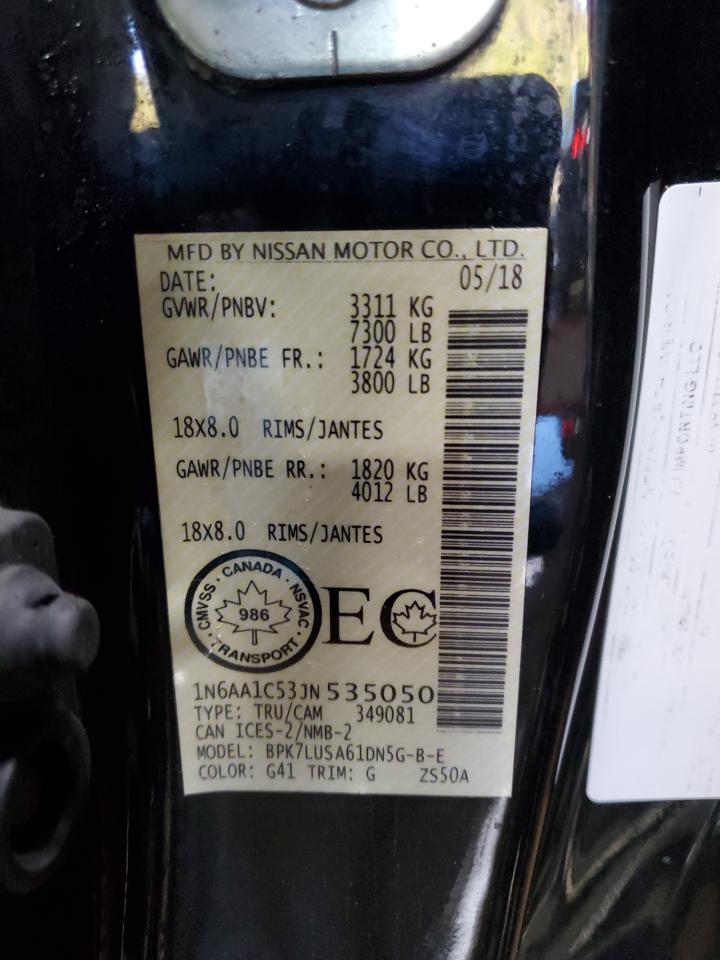 MFD BY NISSAN MOTOR CO., LTD.
DATE: 05/18
GVWR/PNBV: 3311 KG
7300 LB
GAWR/PNBE FR.: 1724 KG
3800 LB
18X8.0 RIMS/JANTES
GAWR/PNBE RR.: 1820 KG
4012 LB
18X8.0 RIMS/JANTES
CMVSS · CANADA · NSVAC · TRANSPORT ·
986
EC
1N6AA1C53JN535050
TYPE: TRU/CAM 349081
CAN ICES-2/NMB-2
MODEL: BPK7LUSA61DN5G-B-E
COLOR: G41 TRIM: G ZS50A
IMPORTING LLC